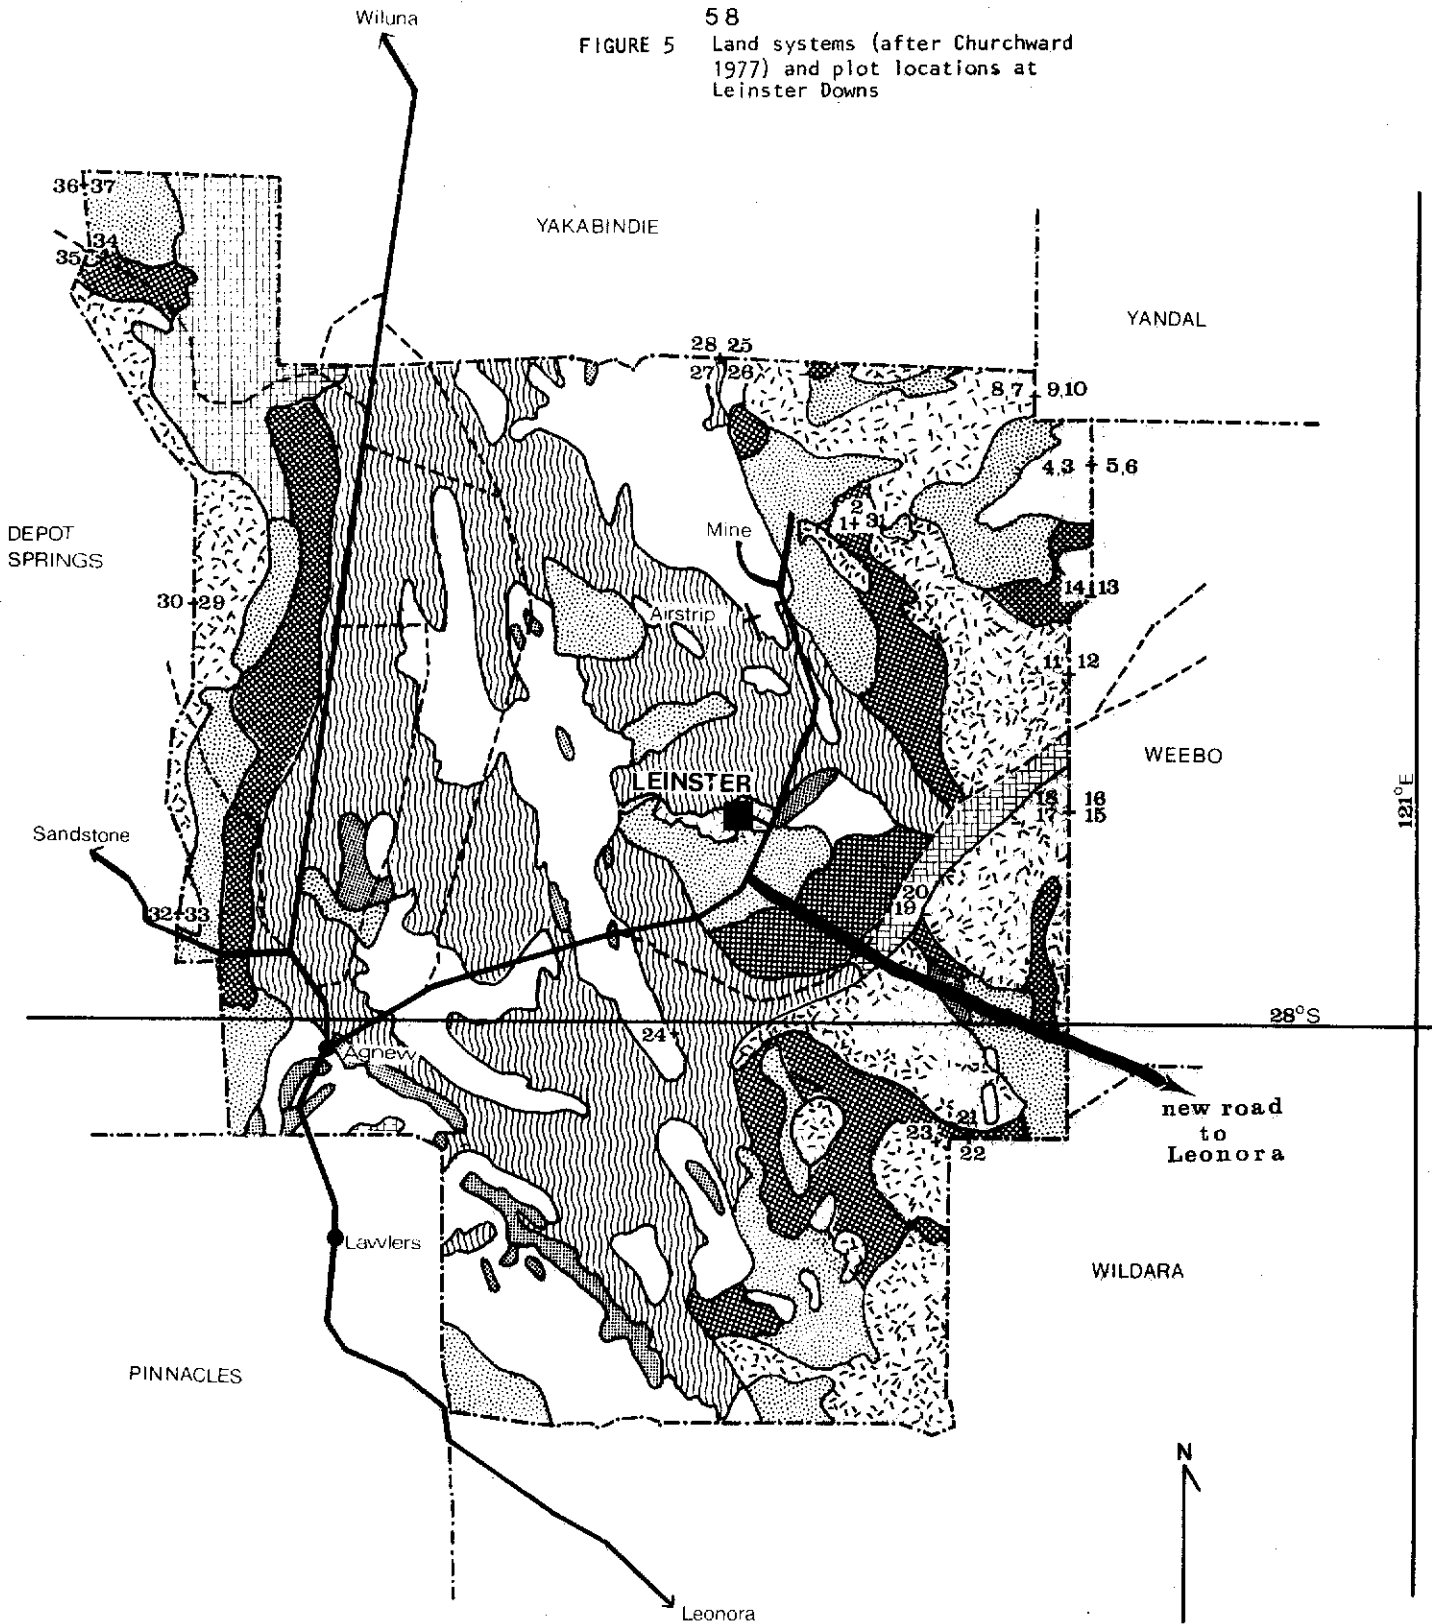 58
Wiluna
FIGURE 5 Land systems (after Churchward
1977) and plot locations at
Leinster Downs
36 37
34
35
YAKABINDIE
YANDAL
28 25
27 26
8,7 9,10
4,3 5,6
2
1 3
Mine
DEPOT
SPRINGS
14 13
30 29
Airstrip
11 12
WEEBO
LEINSTER
18 16
17 15
121°E
Sandstone
20
19
32 33
28°S
24
Agnew
new road
to
Leonora
21
23
22
Lawlers
WILDARA
PINNACLES
N
Leonora